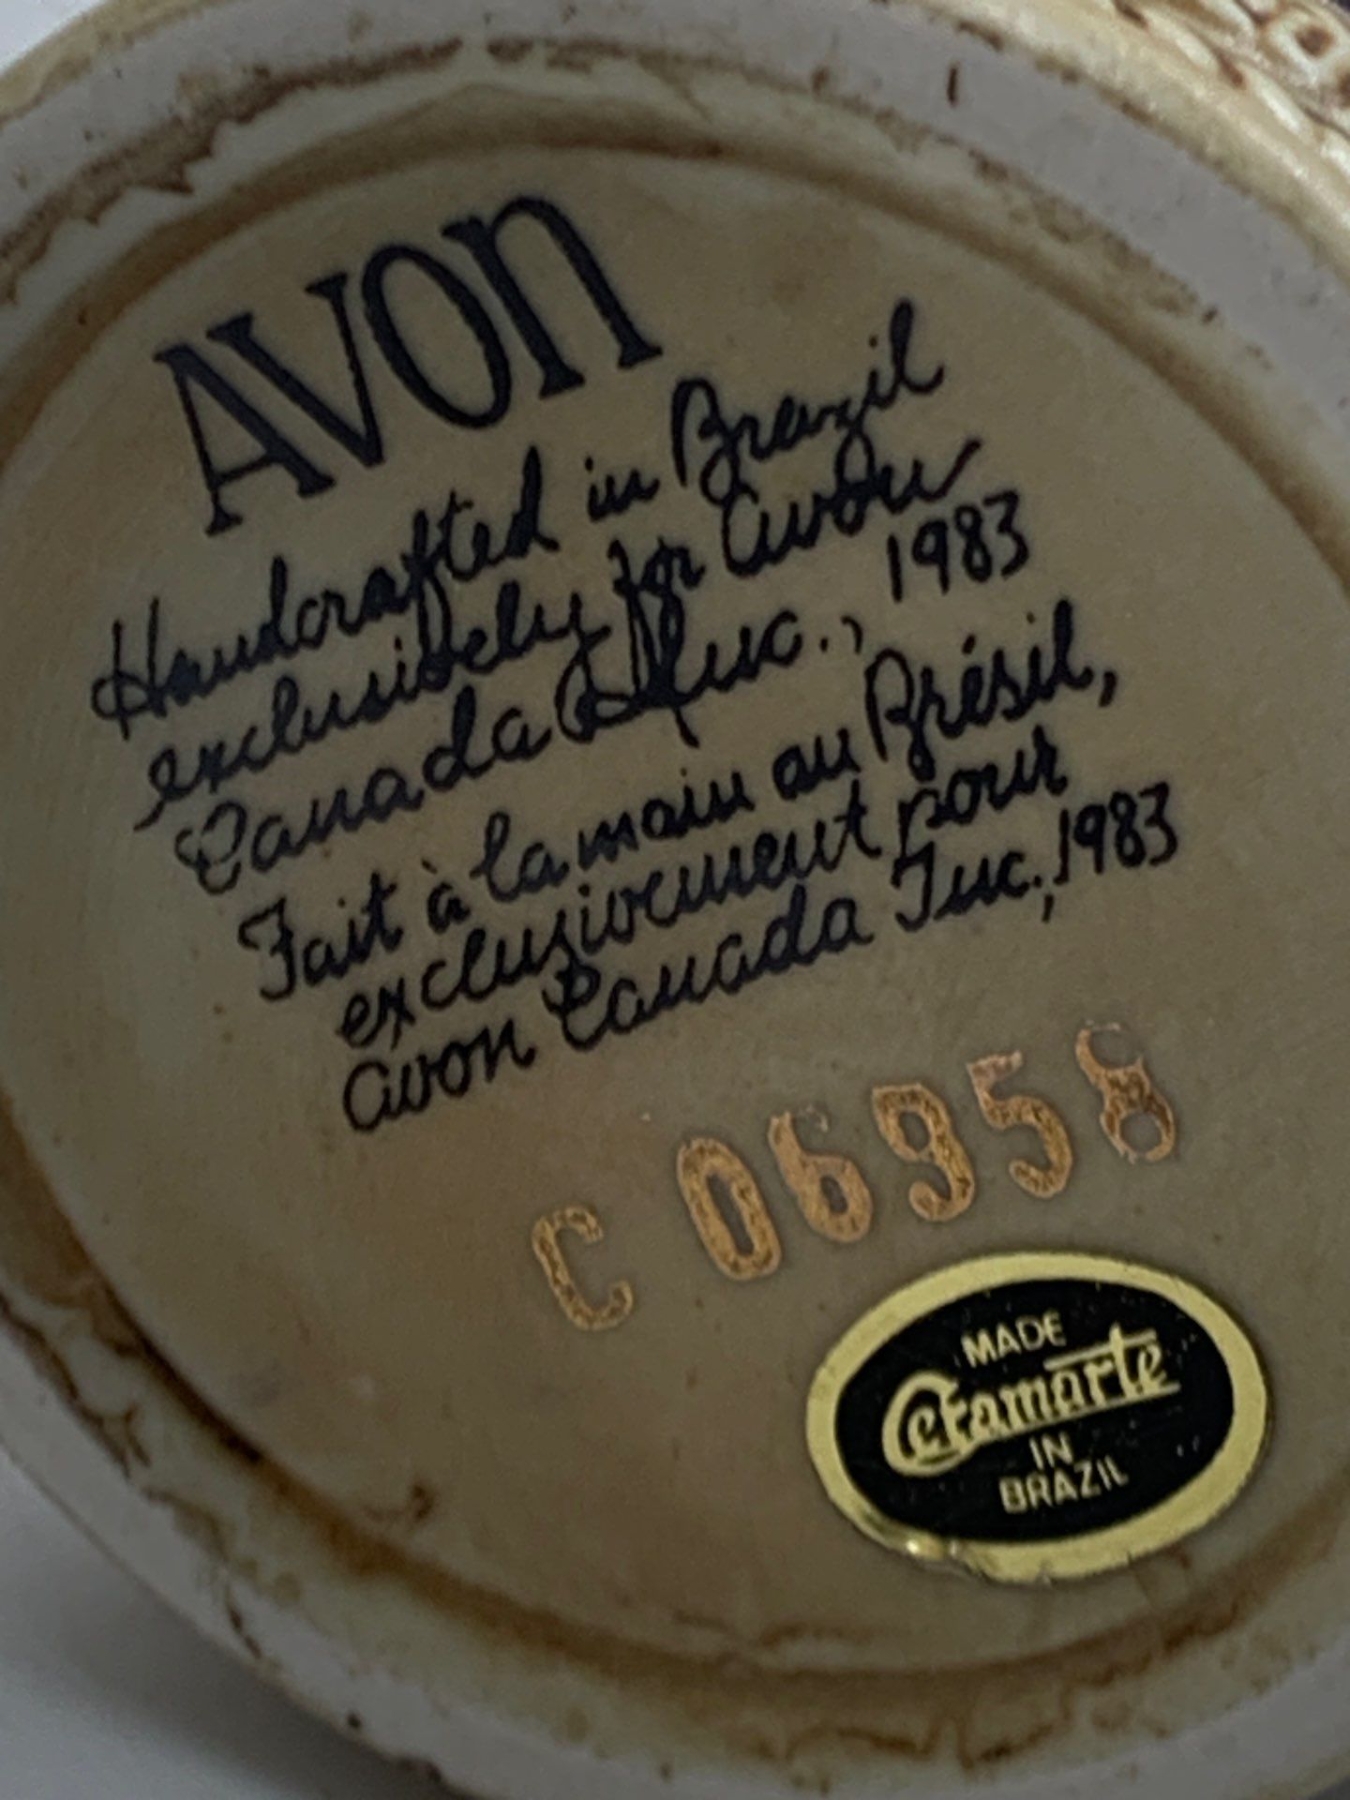 AVON
Handcrafted in Brazil
exclusively for Avon
Canada Inc., 1983
Fait à la main au Brésil,
exclusivement pour
Avon Canada Inc., 1983
C 06958
MADE
Ceramarte
IN
BRAZIL